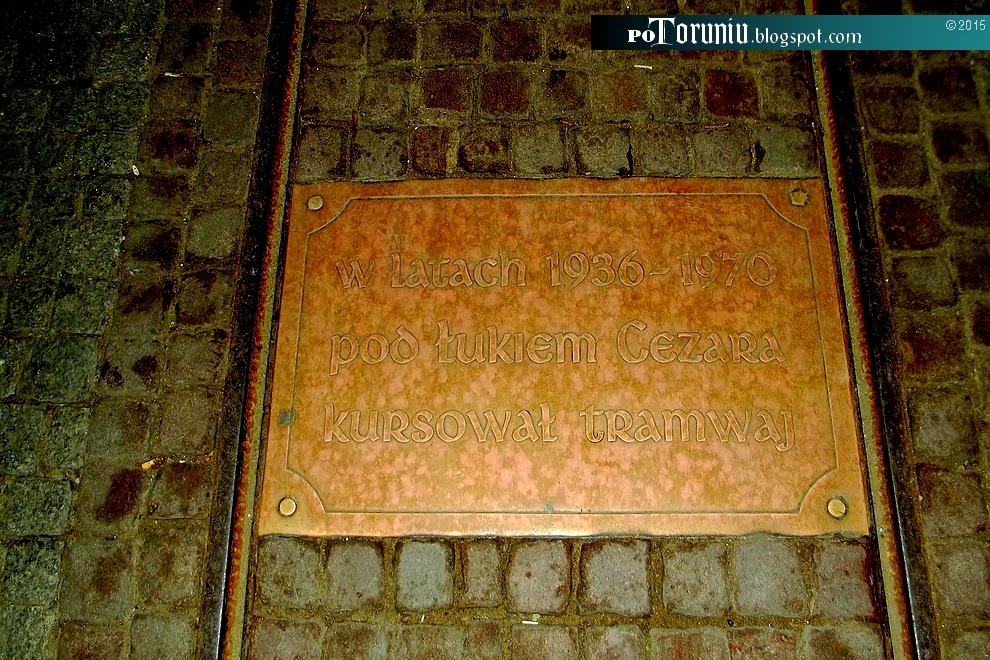 poToruniu.blogspot.com ©2015
w latach 1936-1970
pod łukiem Cezara
kursował tramwaj